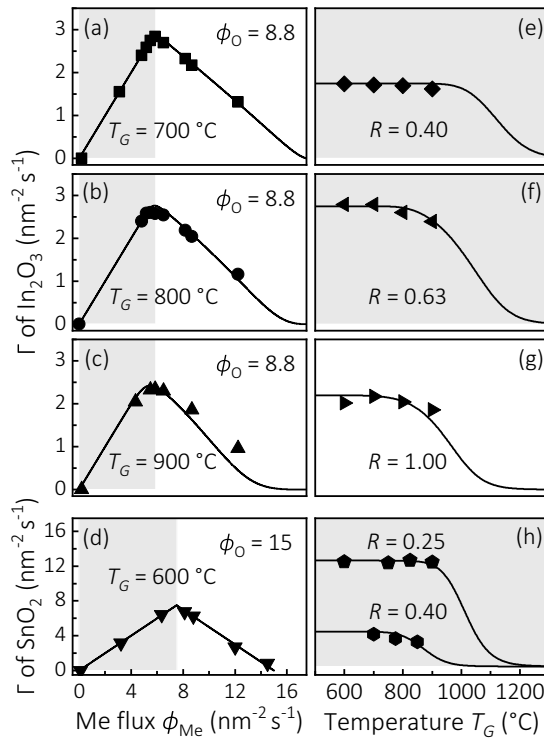 (a)
ϕO = 8.8
TG = 700 °C
3
2
1
0
(e)
R = 0.40
(b)
ϕO = 8.8
TG = 800 °C
3
2
1
0
(f)
R = 0.63
(c)
ϕO = 8.8
TG = 900 °C
3
2
1
0
(g)
R = 1.00
(d)
ϕO = 15
TG = 600 °C
16
12
8
4
0
(h)
R = 0.25
R = 0.40
Γ of In2O3 (nm-2 s-1)
Γ of SnO2 (nm-2 s-1)
0 4 8 12 16
600 800 1000 1200
Me flux ϕMe (nm-2 s-1)
Temperature TG (°C)